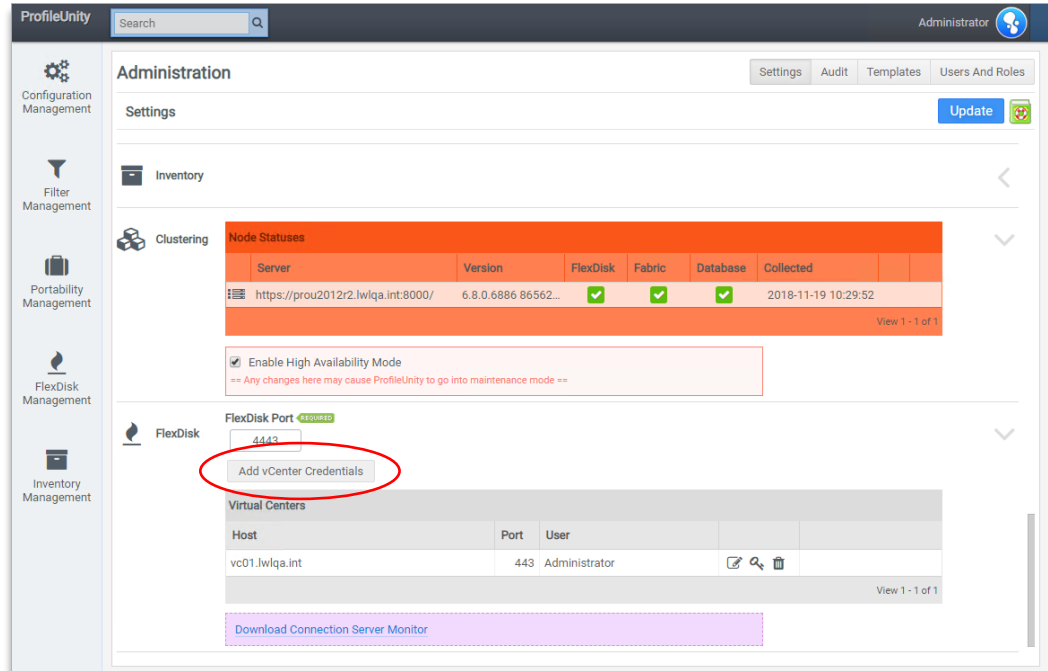 ProfileUnity
Search
Administrator
Configuration
Management
Filter
Management
Portability
Management
FlexDisk
Management
Inventory
Management
Administration
Settings Audit Templates Users And Roles
Settings
Update
Inventory
Clustering
Node Statuses
Server Version FlexDisk Fabric Database Collected
https://prou2012r2.lwlqa.int:8000/ 6.8.0.6886 86562... 2018-11-19 10:29:52
View 1 - 1 of 1
Enable High Availability Mode
== Any changes here may cause ProfileUnity to go into maintenance mode ==
FlexDisk
FlexDisk Port REQUIRED
4443
Add vCenter Credentials
Virtual Centers
Host Port User
vc01.lwlqa.int 443 Administrator
View 1 - 1 of 1
Download Connection Server Monitor